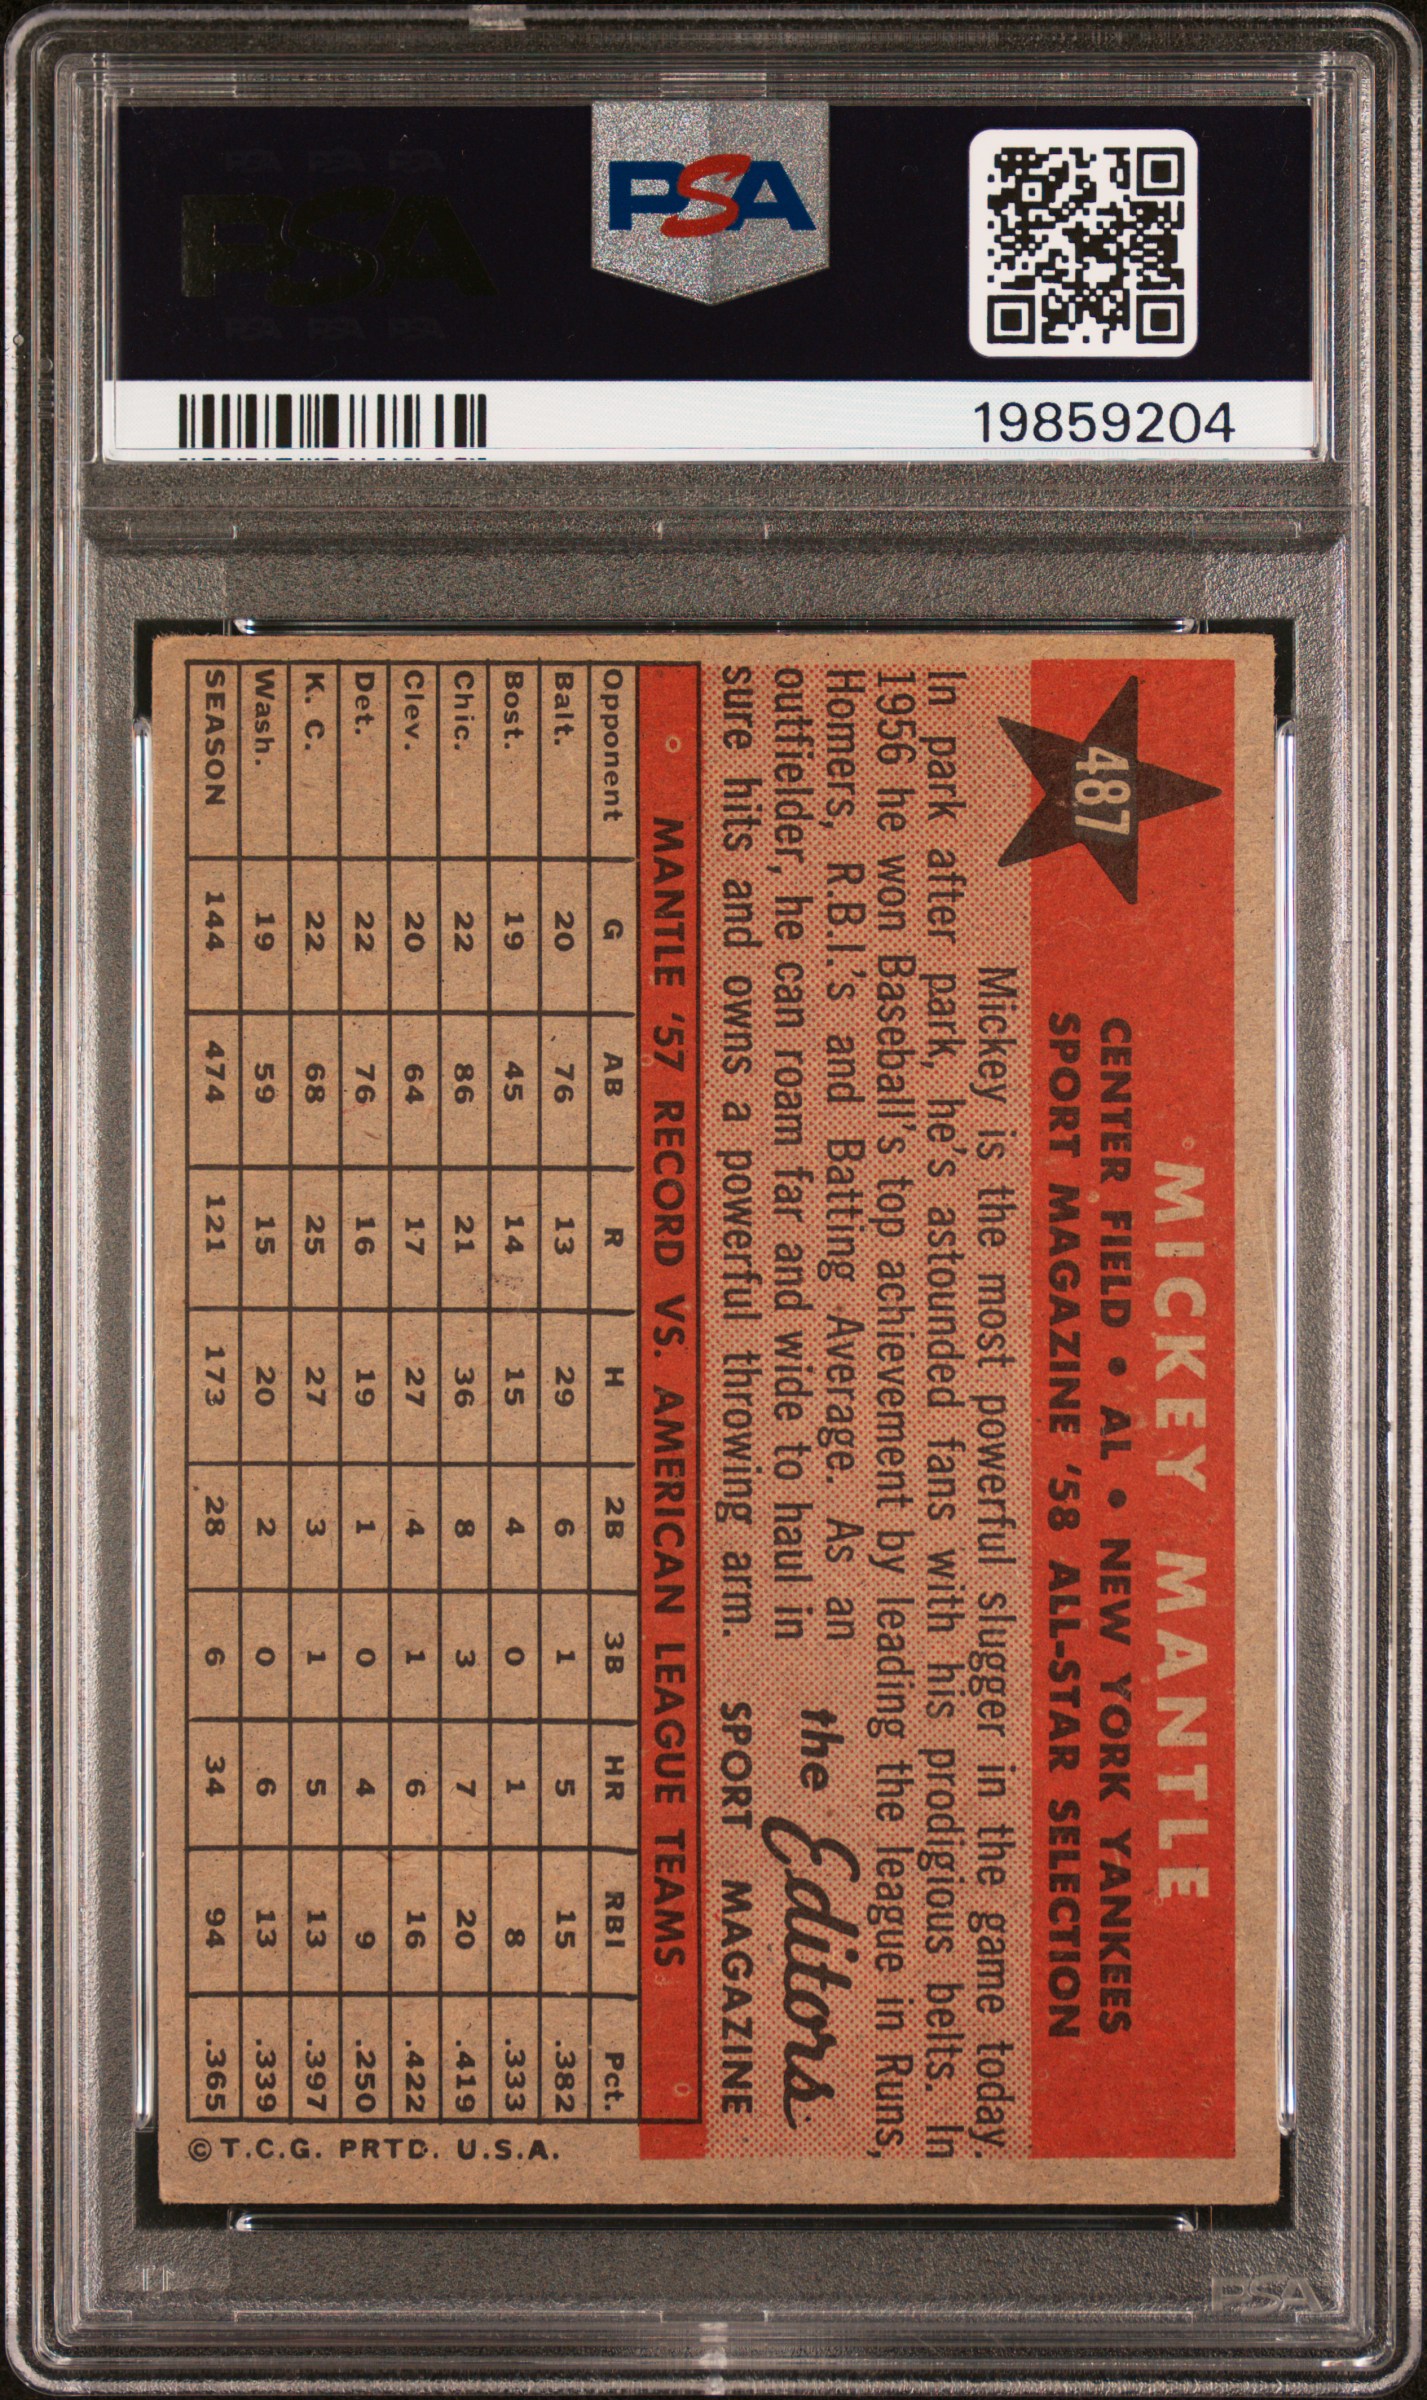 PSA PSA PSA
PSA
PSA PSA PSA
PSA
19859204
487
MICKEY MANTLE
CENTER FIELD • AL • NEW YORK YANKEES
SPORT MAGAZINE '58 ALL-STAR SELECTION
Mickey is the most powerful slugger in the game today.
In park after park, he's astounded fans with his prodigious belts. In
1956 he won Baseball's top achievement by leading the league in Runs,
Homers, R.B.I.'s and Batting Average. As an
outfielder, he can roam far and wide to haul in
sure hits and owns a powerful throwing arm.
the Editors
SPORT MAGAZINE
MANTLE '57 RECORD VS. AMERICAN LEAGUE TEAMS
Opponent G AB R H 2B 3B HR RBI Pct.
Balt. 20 76 13 29 6 1 5 15 .382
Bost. 19 45 14 15 4 0 1 8 .333
Chic. 22 86 21 36 8 3 7 20 .419
Clev. 20 64 17 27 4 1 6 16 .422
Det. 22 76 16 19 1 0 4 9 .250
K. C. 22 68 25 27 3 1 5 13 .397
Wash. 19 59 15 20 2 0 6 13 .339
SEASON 144 474 121 173 28 6 34 94 .365
© T.C.G. PRTD. U.S.A.
PSA